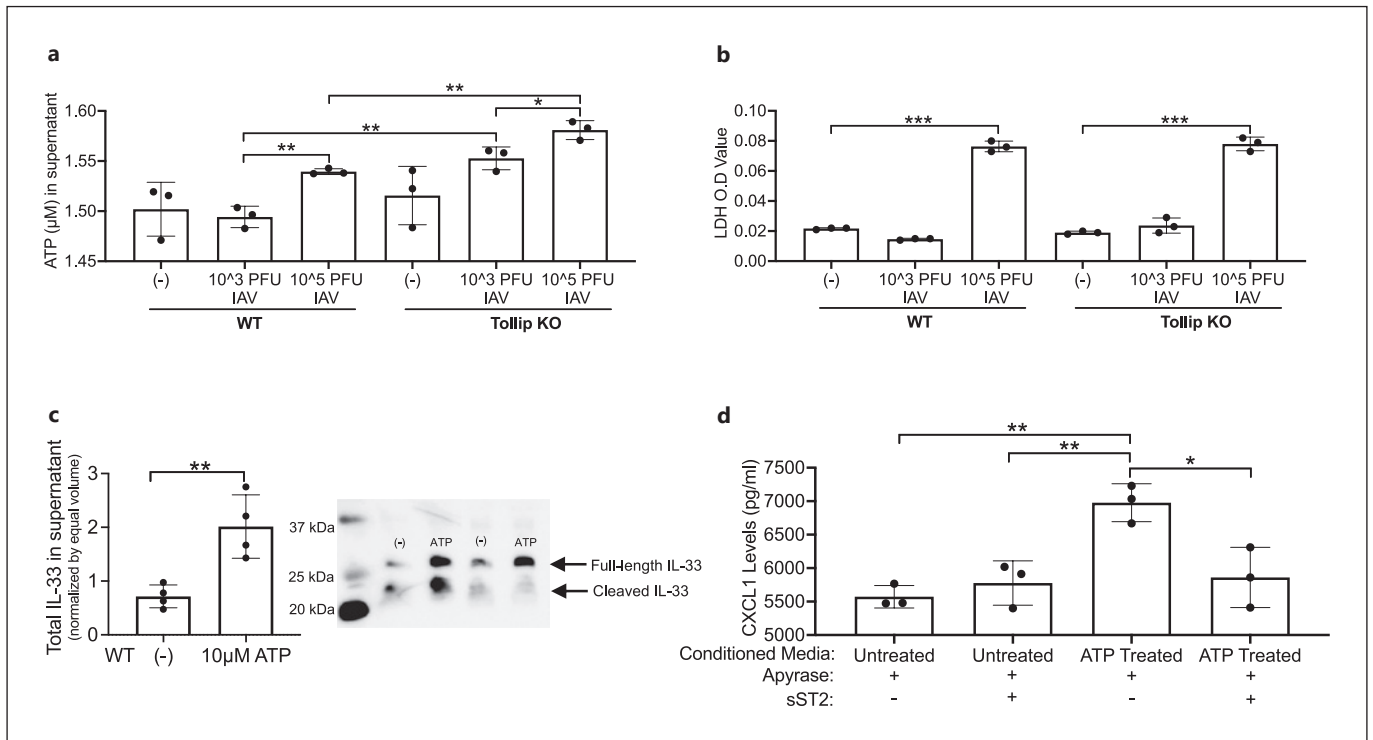 a
ATP (µM) in supernatant
1.60
1.55
1.50
1.45
**
*
**
**
(-)
10^3 PFU
IAV
10^5 PFU
IAV
(-)
10^3 PFU
IAV
10^5 PFU
IAV
WT
Tollip KO
b
LDH O.D Value
0.10
0.08
0.06
0.04
0.02
0.00
***
***
(-)
10^3 PFU
IAV
10^5 PFU
IAV
(-)
10^3 PFU
IAV
10^5 PFU
IAV
WT
Tollip KO
c
Total IL-33 in supernatant
(normalized by equal volume)
3
2
1
0
**
WT
(-)
10µM ATP
37 kDa
25 kDa
20 kDa
(-)
ATP
(-)
ATP
Full-length IL-33
Cleaved IL-33
d
CXCL1 Levels (pg/ml)
7500
7000
6500
6000
5500
5000
**
**
*
Conditioned Media: Untreated Untreated ATP Treated ATP Treated
Apyrase: + + + +
sST2: - + - +